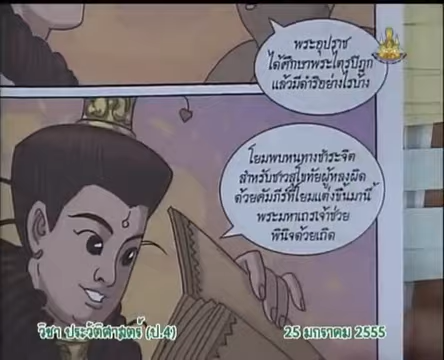 พระอุปราช
ได้ศึกษาพระไตรปิฎก
แล้วมีดำริอย่างไรบ้าง
โยมพบหนทางชำระจิต
สำหรับชาวสุโขทัยผู้หลงผิด
ด้วยคัมภีร์ที่โยมแต่งขึ้นมานี้
พระมหาเถรเจ้าช่วย
พินิจด้วยเถิด
วิชา ประวัติศาสตร์ (ป.4)
25 มกราคม 2555